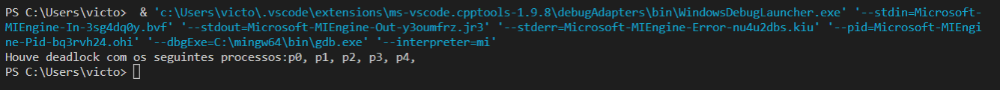 PS C:\Users\victo>  & 'c:\Users\victo\.vscode\extensions\ms-vscode.cpptools-1.9.8\debugAdapters\bin\WindowsDebugLauncher.exe' '--stdin=Microsoft-
MIEngine-In-3sg4dq0y.bvf' '--stdout=Microsoft-MIEngine-Out-y3oumfrz.jr3' '--stderr=Microsoft-MIEngine-Error-nu4u2dbs.kiu' '--pid=Microsoft-MIEngi
ne-Pid-bq3rvh24.ohi' '--dbgExe=C:\mingw64\bin\gdb.exe' '--interpreter=mi'
Houve deadlock com os seguintes processos:p0, p1, p2, p3, p4,
PS C:\Users\victo>